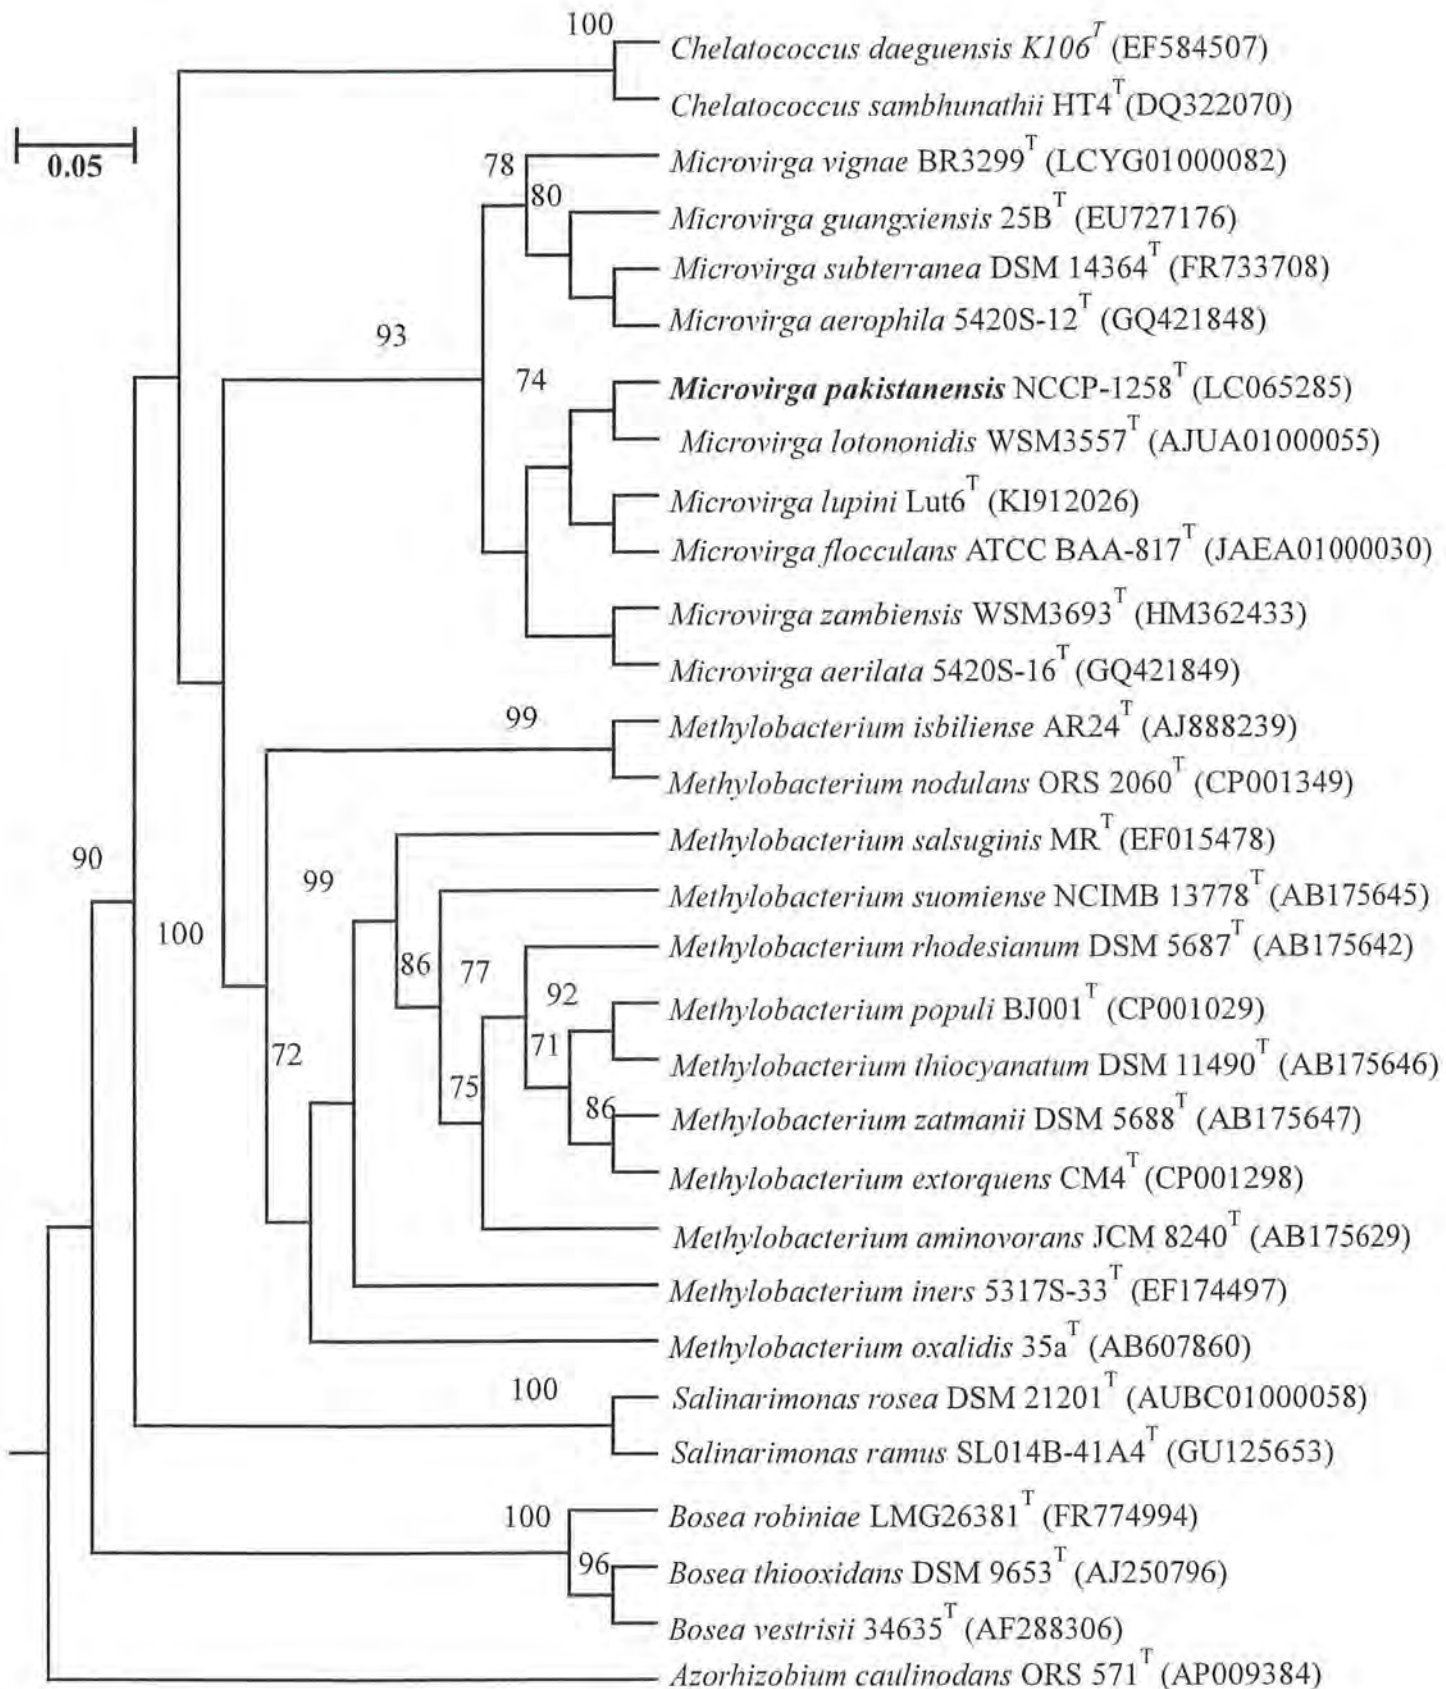 100
Chelatococcus daeguensis K106T (EF584507)
Chelatococcus sambhunathii HT4T (DQ322070)
0.05
78
Microvirga vignae BR3299T (LCYG01000082)
80
Microvirga guangxiensis 25BT (EU727176)
Microvirga subterranea DSM 14364T (FR733708)
Microvirga aerophila 5420S-12T (GQ421848)
93
74
Microvirga pakistanensis NCCP-1258T (LC065285)
Microvirga lotononidis WSM3557T (AJUA01000055)
Microvirga lupini Lut6T (KI912026)
Microvirga flocculans ATCC BAA-817T (JAEA01000030)
Microvirga zambiensis WSM3693T (HM362433)
Microvirga aerilata 5420S-16T (GQ421849)
99
Methylobacterium isbiliense AR24T (AJ888239)
Methylobacterium nodulans ORS 2060T (CP001349)
Methylobacterium salsuginis MRT (EF015478)
90
99
Methylobacterium suomiense NCIMB 13778T (AB175645)
100
Methylobacterium rhodesianum DSM 5687T (AB175642)
86
77
92
Methylobacterium populi BJ001T (CP001029)
72
71
Methylobacterium thiocyanatum DSM 11490T (AB175646)
75
86
Methylobacterium zatmanii DSM 5688T (AB175647)
Methylobacterium extorquens CM4T (CP001298)
Methylobacterium aminovorans JCM 8240T (AB175629)
Methylobacterium iners 5317S-33T (EF174497)
Methylobacterium oxalidis 35aT (AB607860)
100
Salinarimonas rosea DSM 21201T (AUBC01000058)
Salinarimonas ramus SL014B-41A4T (GU125653)
100
Bosea robiniae LMG26381T (FR774994)
96
Bosea thiooxidans DSM 9653T (AJ250796)
Bosea vestrisii 34635T (AF288306)
Azorhizobium caulinodans ORS 571T (AP009384)